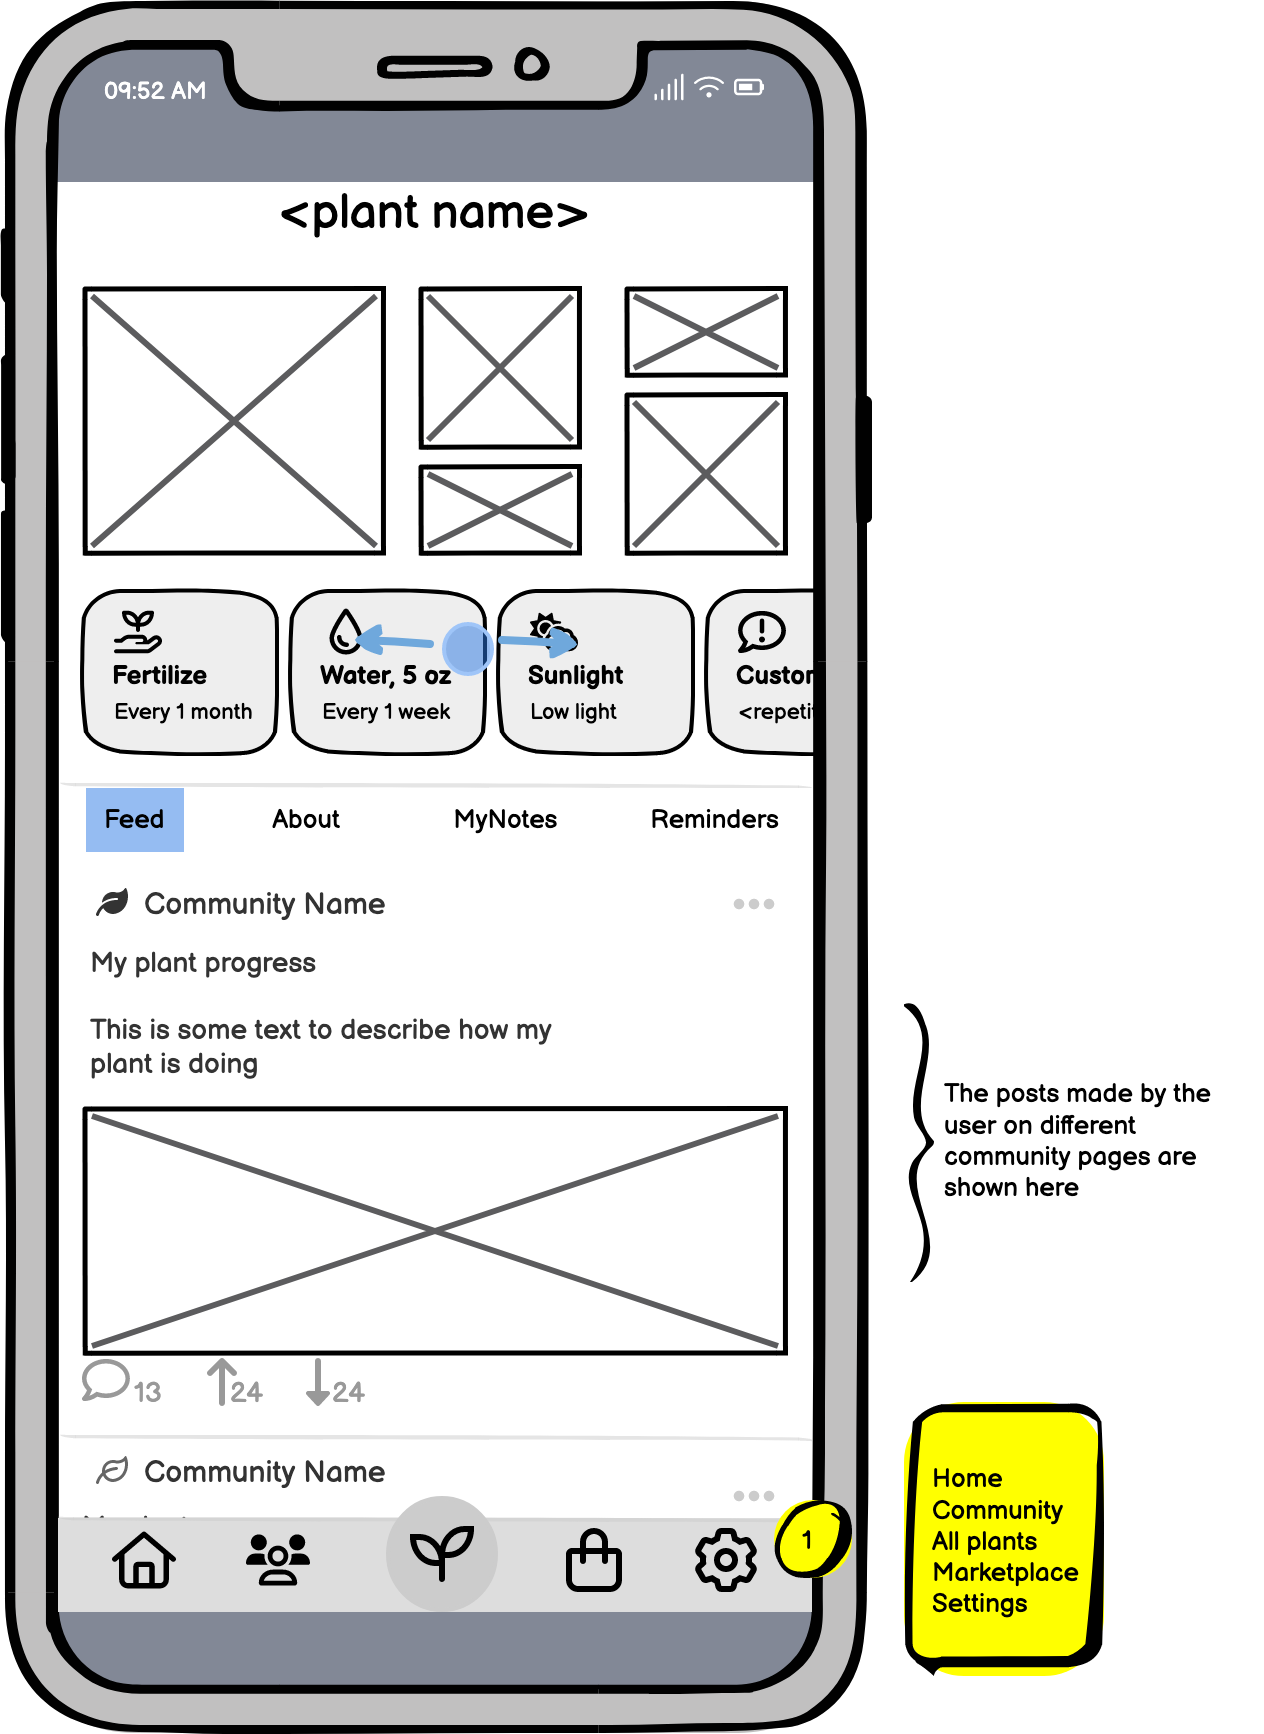 09:52 AM
<plant name>
Fertilize
Every 1 month
Water, 5 oz
Every 1 week
Sunlight
Low light
Custom
<repetit
Feed About MyNotes Reminders
Community Name
My plant progress
This is some text to describe how my
plant is doing
13 24 24
Community Name
The posts made by the
user on different
community pages are
shown here
1
Home
Community
All plants
Marketplace
Settings